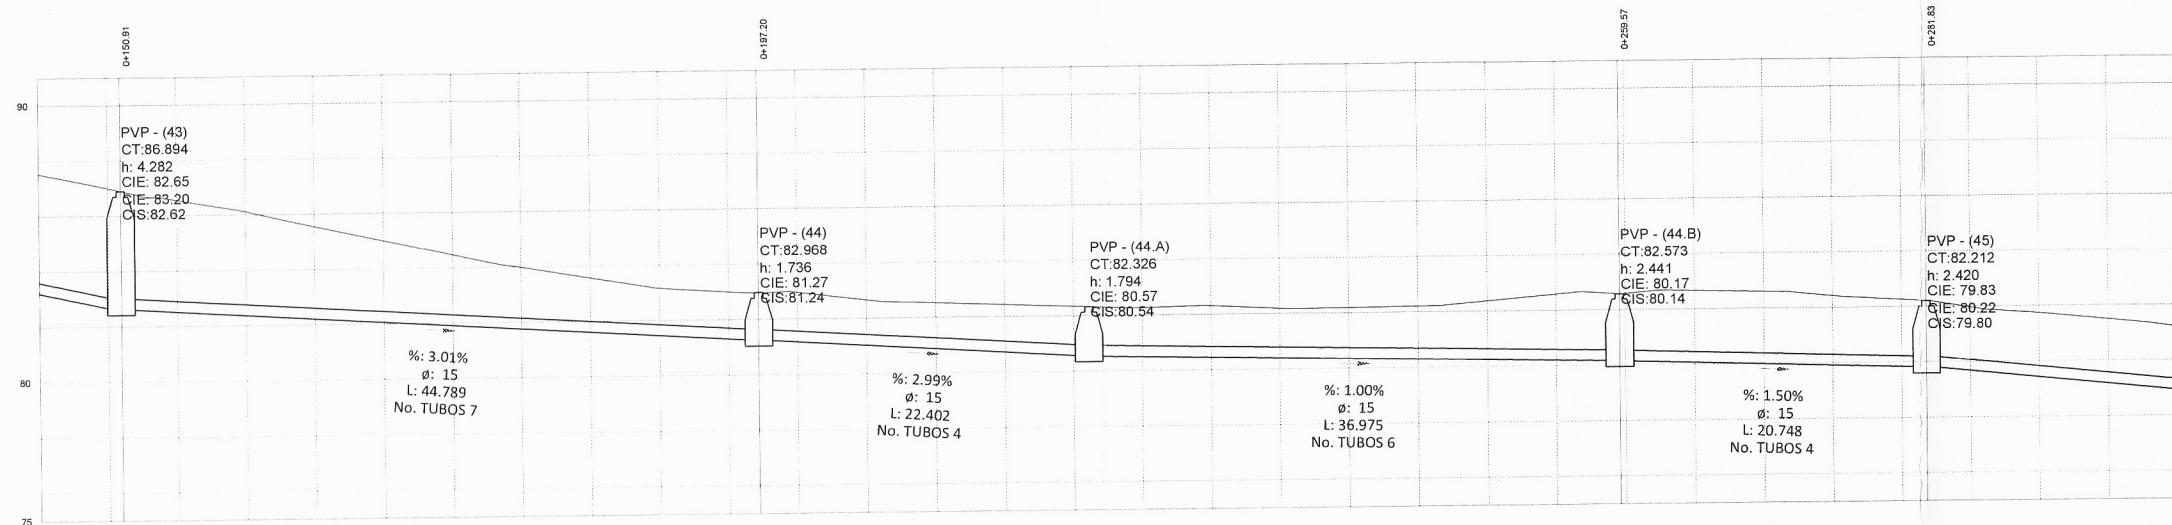 0+150.91
0+197.20
0+259.57
0+281.83
90
80
75
PVP - (43)
CT:86.894
h: 4.282
CIE: 82.65
CIE: 83.20
CIS:82.62
PVP - (44)
CT:82.968
h: 1.736
CIE: 81.27
CIS:81.24
PVP - (44.A)
CT:82.326
h: 1.794
CIE: 80.57
CIS:80.54
PVP - (44.B)
CT:82.573
h: 2.441
CIE: 80.17
CIS:80.14
PVP - (45)
CT:82.212
h: 2.420
CIE: 79.83
CIE: 80.22
CIS:79.80
%: 3.01%
ø: 15
L: 44.789
No. TUBOS 7
%: 2.99%
ø: 15
L: 22.402
No. TUBOS 4
%: 1.00%
ø: 15
L: 36.975
No. TUBOS 6
%: 1.50%
ø: 15
L: 20.748
No. TUBOS 4